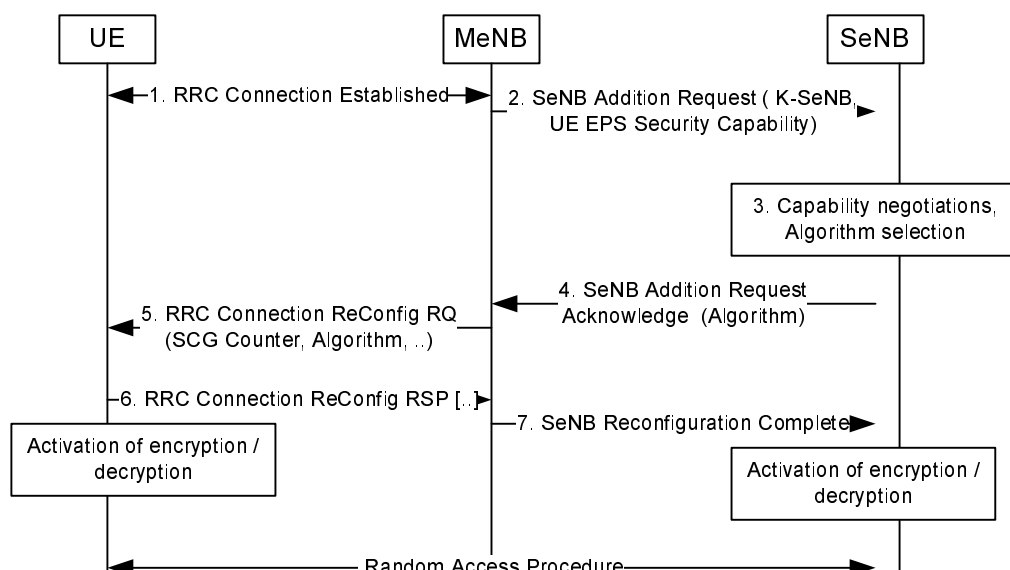 UE
MeNB
SeNB
1. RRC Connection Established
2. SeNB Addition Request ( K-SeNB,
UE EPS Security Capability)
3. Capability negotiations,
Algorithm selection
4. SeNB Addition Request
Acknowledge (Algorithm)
5. RRC Connection ReConfig RQ
(SCG Counter, Algorithm, ..)
6. RRC Connection ReConfig RSP [..]
7. SeNB Reconfiguration Complete
Activation of encryption /
decryption
Activation of encryption /
decryption
Random Access Procedure